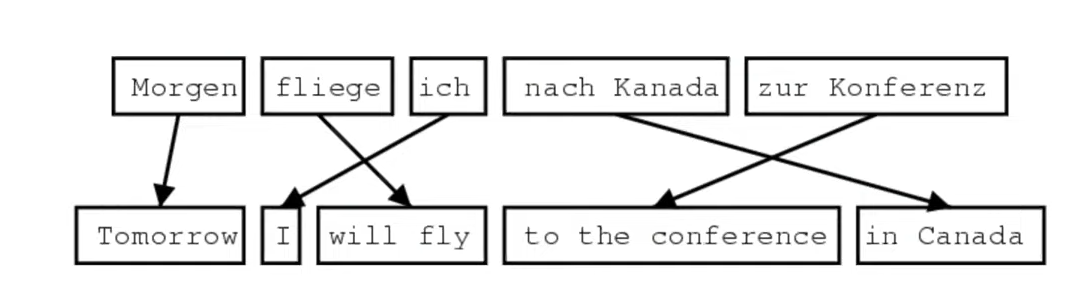 Morgen fliege ich nach Kanada zur Konferenz
Tomorrow I will fly to the conference in Canada